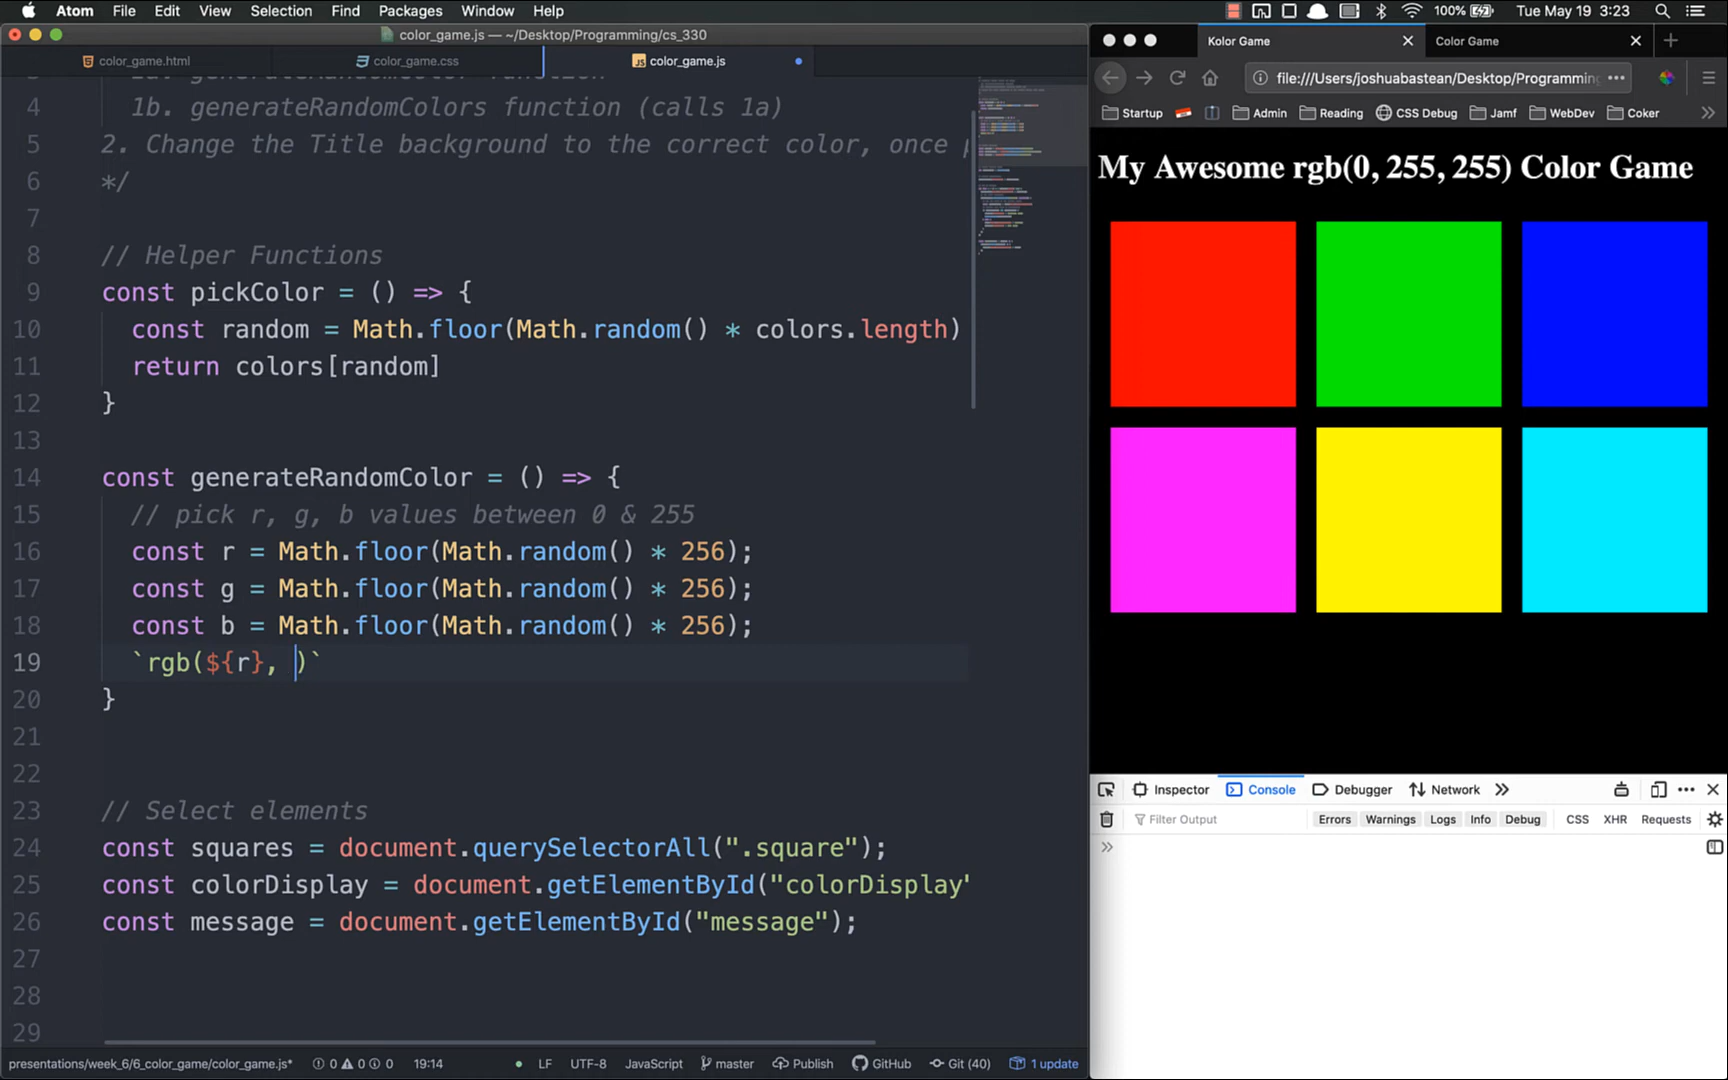 Atom File Edit View Selection Find Packages Window Help 100% Tue May 19 3:23
color_game.js — ~/Desktop/Programming/cs_330
color_game.html color_game.css color_game.js
4 1b. generateRandomColors function (calls 1a)
5 2. Change the Title background to the correct color, once
6 */
7
8 // Helper Functions
9 const pickColor = () => {
10 const random = Math.floor(Math.random() * colors.length)
11 return colors[random]
12 }
13
14 const generateRandomColor = () => {
15 // pick r, g, b values between 0 & 255
16 const r = Math.floor(Math.random() * 256);
17 const g = Math.floor(Math.random() * 256);
18 const b = Math.floor(Math.random() * 256);
19 `rgb(${r}, )`
20 }
21
22
23 // Select elements
24 const squares = document.querySelectorAll(".square");
25 const colorDisplay = document.getElementById("colorDisplay"
26 const message = document.getElementById("message");
27
28
29
presentations/week_6/6_color_game/color_game.js* 0 0 0 19:14 LF UTF-8 JavaScript master Publish GitHub Git (40) 1 update
Kolor Game Color Game
file:///Users/joshuabastean/Desktop/Programming
Startup Admin Reading CSS Debug Jamf WebDev Coker
My Awesome rgb(0, 255, 255) Color Game
Inspector Console Debugger Network
Filter Output Errors Warnings Logs Info Debug CSS XHR Requests